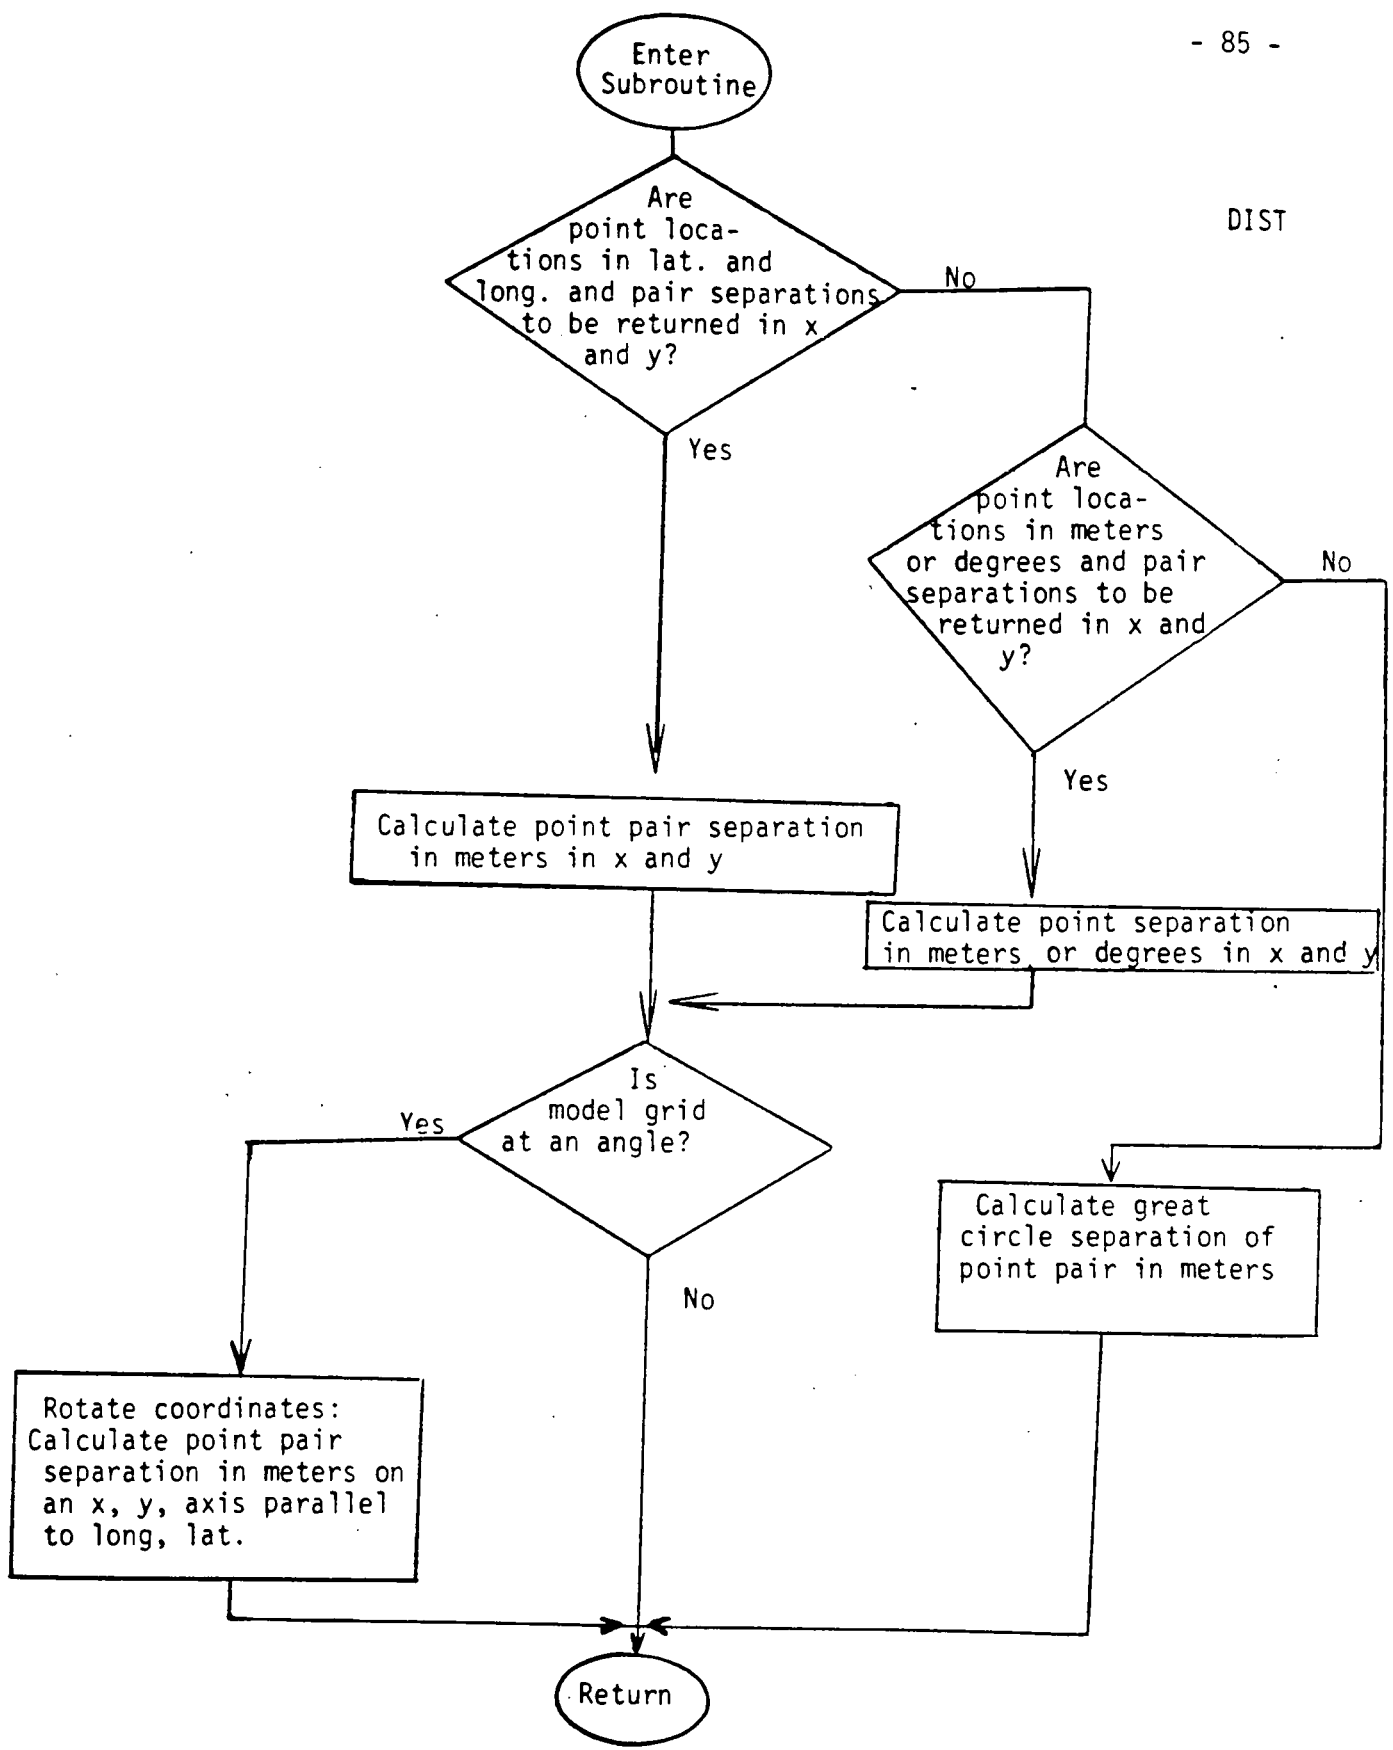 - 85 -
Enter
Subroutine
DIST
Are
point loca-
tions in lat. and
long. and pair separations
to be returned in x
and y?
No
Yes
Are
point loca-
tions in meters
or degrees and pair
separations to be
returned in x and
y?
No
Yes
Calculate point pair separation
in meters in x and y
Calculate point separation
in meters or degrees in x and y
Is
model grid
at an angle?
Yes
No
Calculate great
circle separation of
point pair in meters
Rotate coordinates:
Calculate point pair
separation in meters on
an x, y, axis parallel
to long, lat.
Return